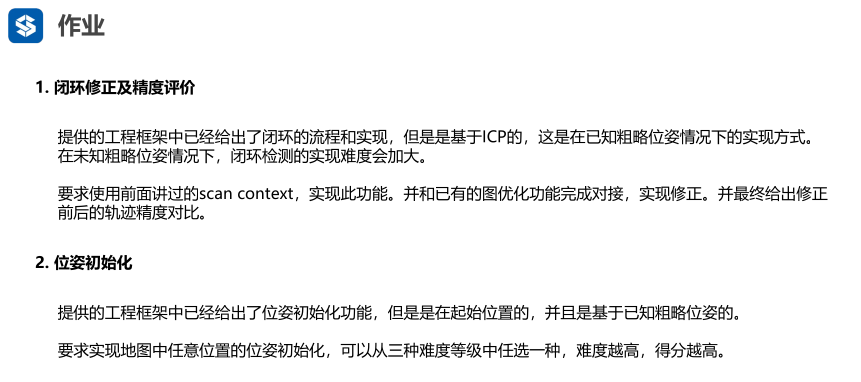 作业
1. 闭环修正及精度评价
提供的工程框架中已经给出了闭环的流程和实现，但是是基于ICP的，这是在已知粗略位姿情况下的实现方式。
在未知粗略位姿情况下，闭环检测的实现难度会加大。
要求使用前面讲过的scan context，实现此功能。并和已有的图优化功能完成对接，实现修正。并最终给出修正
前后的轨迹精度对比。
2. 位姿初始化
提供的工程框架中已经给出了位姿初始化功能，但是是在起始位置的，并且是基于已知粗略位姿的。
要求实现地图中任意位置的位姿初始化，可以从三种难度等级中任选一种，难度越高，得分越高。